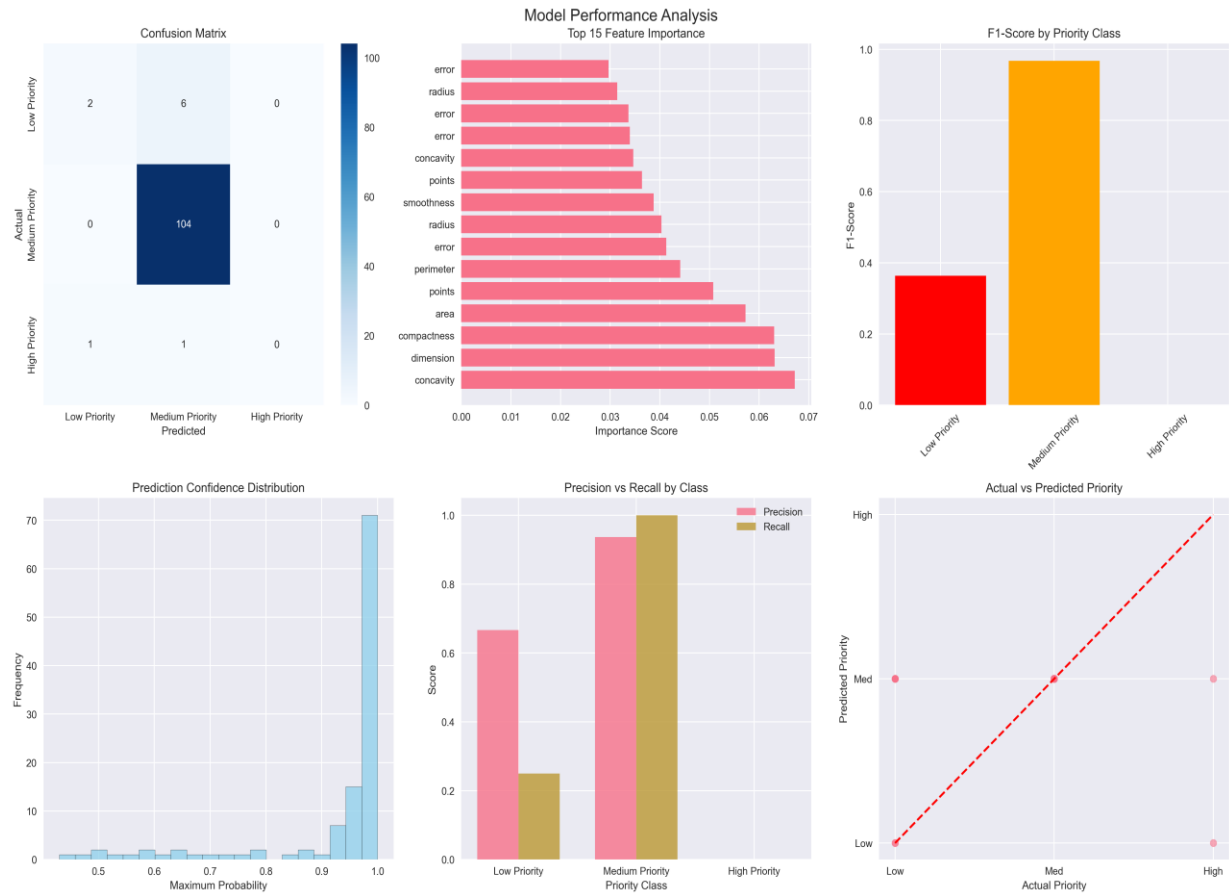 Model Performance Analysis
Confusion Matrix
Low Priority
Medium Priority
High Priority
Actual
2 6 0
0 104 0
1 1 0
Low Priority Medium Priority High Priority
Predicted
100
80
60
40
20
0
Top 15 Feature Importance
error
radius
error
error
concavity
points
smoothness
radius
error
perimeter
points
area
compactness
dimension
concavity
0.00 0.01 0.02 0.03 0.04 0.05 0.06 0.07
Importance Score
F1-Score by Priority Class
F1-Score
1.0
0.8
0.6
0.4
0.2
0.0
Low Priority Medium Priority High Priority
Prediction Confidence Distribution
Frequency
70
60
50
40
30
20
10
0
0.5 0.6 0.7 0.8 0.9 1.0
Maximum Probability
Precision vs Recall by Class
Precision
Recall
Score
1.0
0.8
0.6
0.4
0.2
0.0
Low Priority Medium Priority High Priority
Priority Class
Actual vs Predicted Priority
Predicted Priority
High
Med
Low
Low Med High
Actual Priority